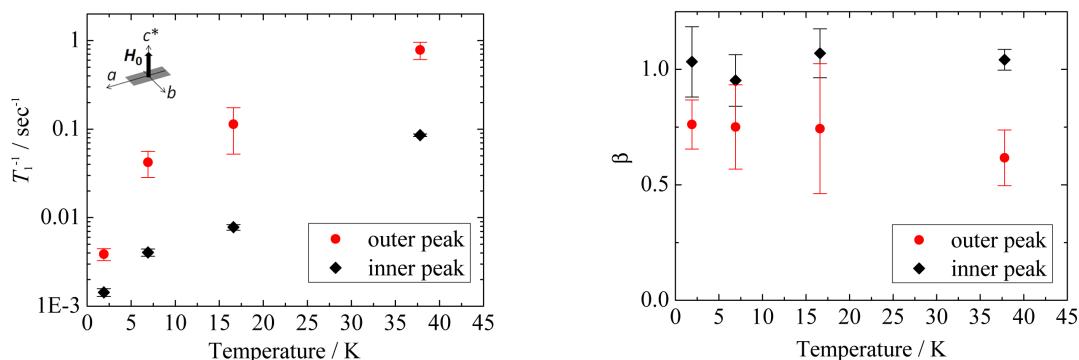 1
0.1
0.01
1E-3
T₁⁻¹ / sec⁻¹
c*
H₀
a
b
outer peak
inner peak
0 5 10 15 20 25 30 35 40 45
Temperature / K
1.0
0.5
0.0
β
outer peak
inner peak
0 5 10 15 20 25 30 35 40 45
Temperature / K